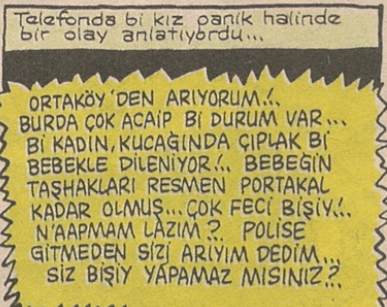 Telefonda bi kız panik halinde
bir olay anlatıyordu...
ORTAKÖY'DEN ARIYORUM!..
BURDA ÇOK ACAİP Bİ DURUM VAR...
Bİ KADIN, KUCAĞINDA ÇIPLAK Bİ
BEBEKLE DİLENİYOR!.. BEBEĞİN
TAŞHAKLARI RESMEN PORTAKAL
KADAR OLMUŞ... ÇOK FECİ BİŞİY!..
N'AAPMAM LAZIM?. POLİSE
GİTMEDEN SİZİ ARIYIM DEDİM...
SİZ BİŞİY YAPAMAZ MISINIZ?.